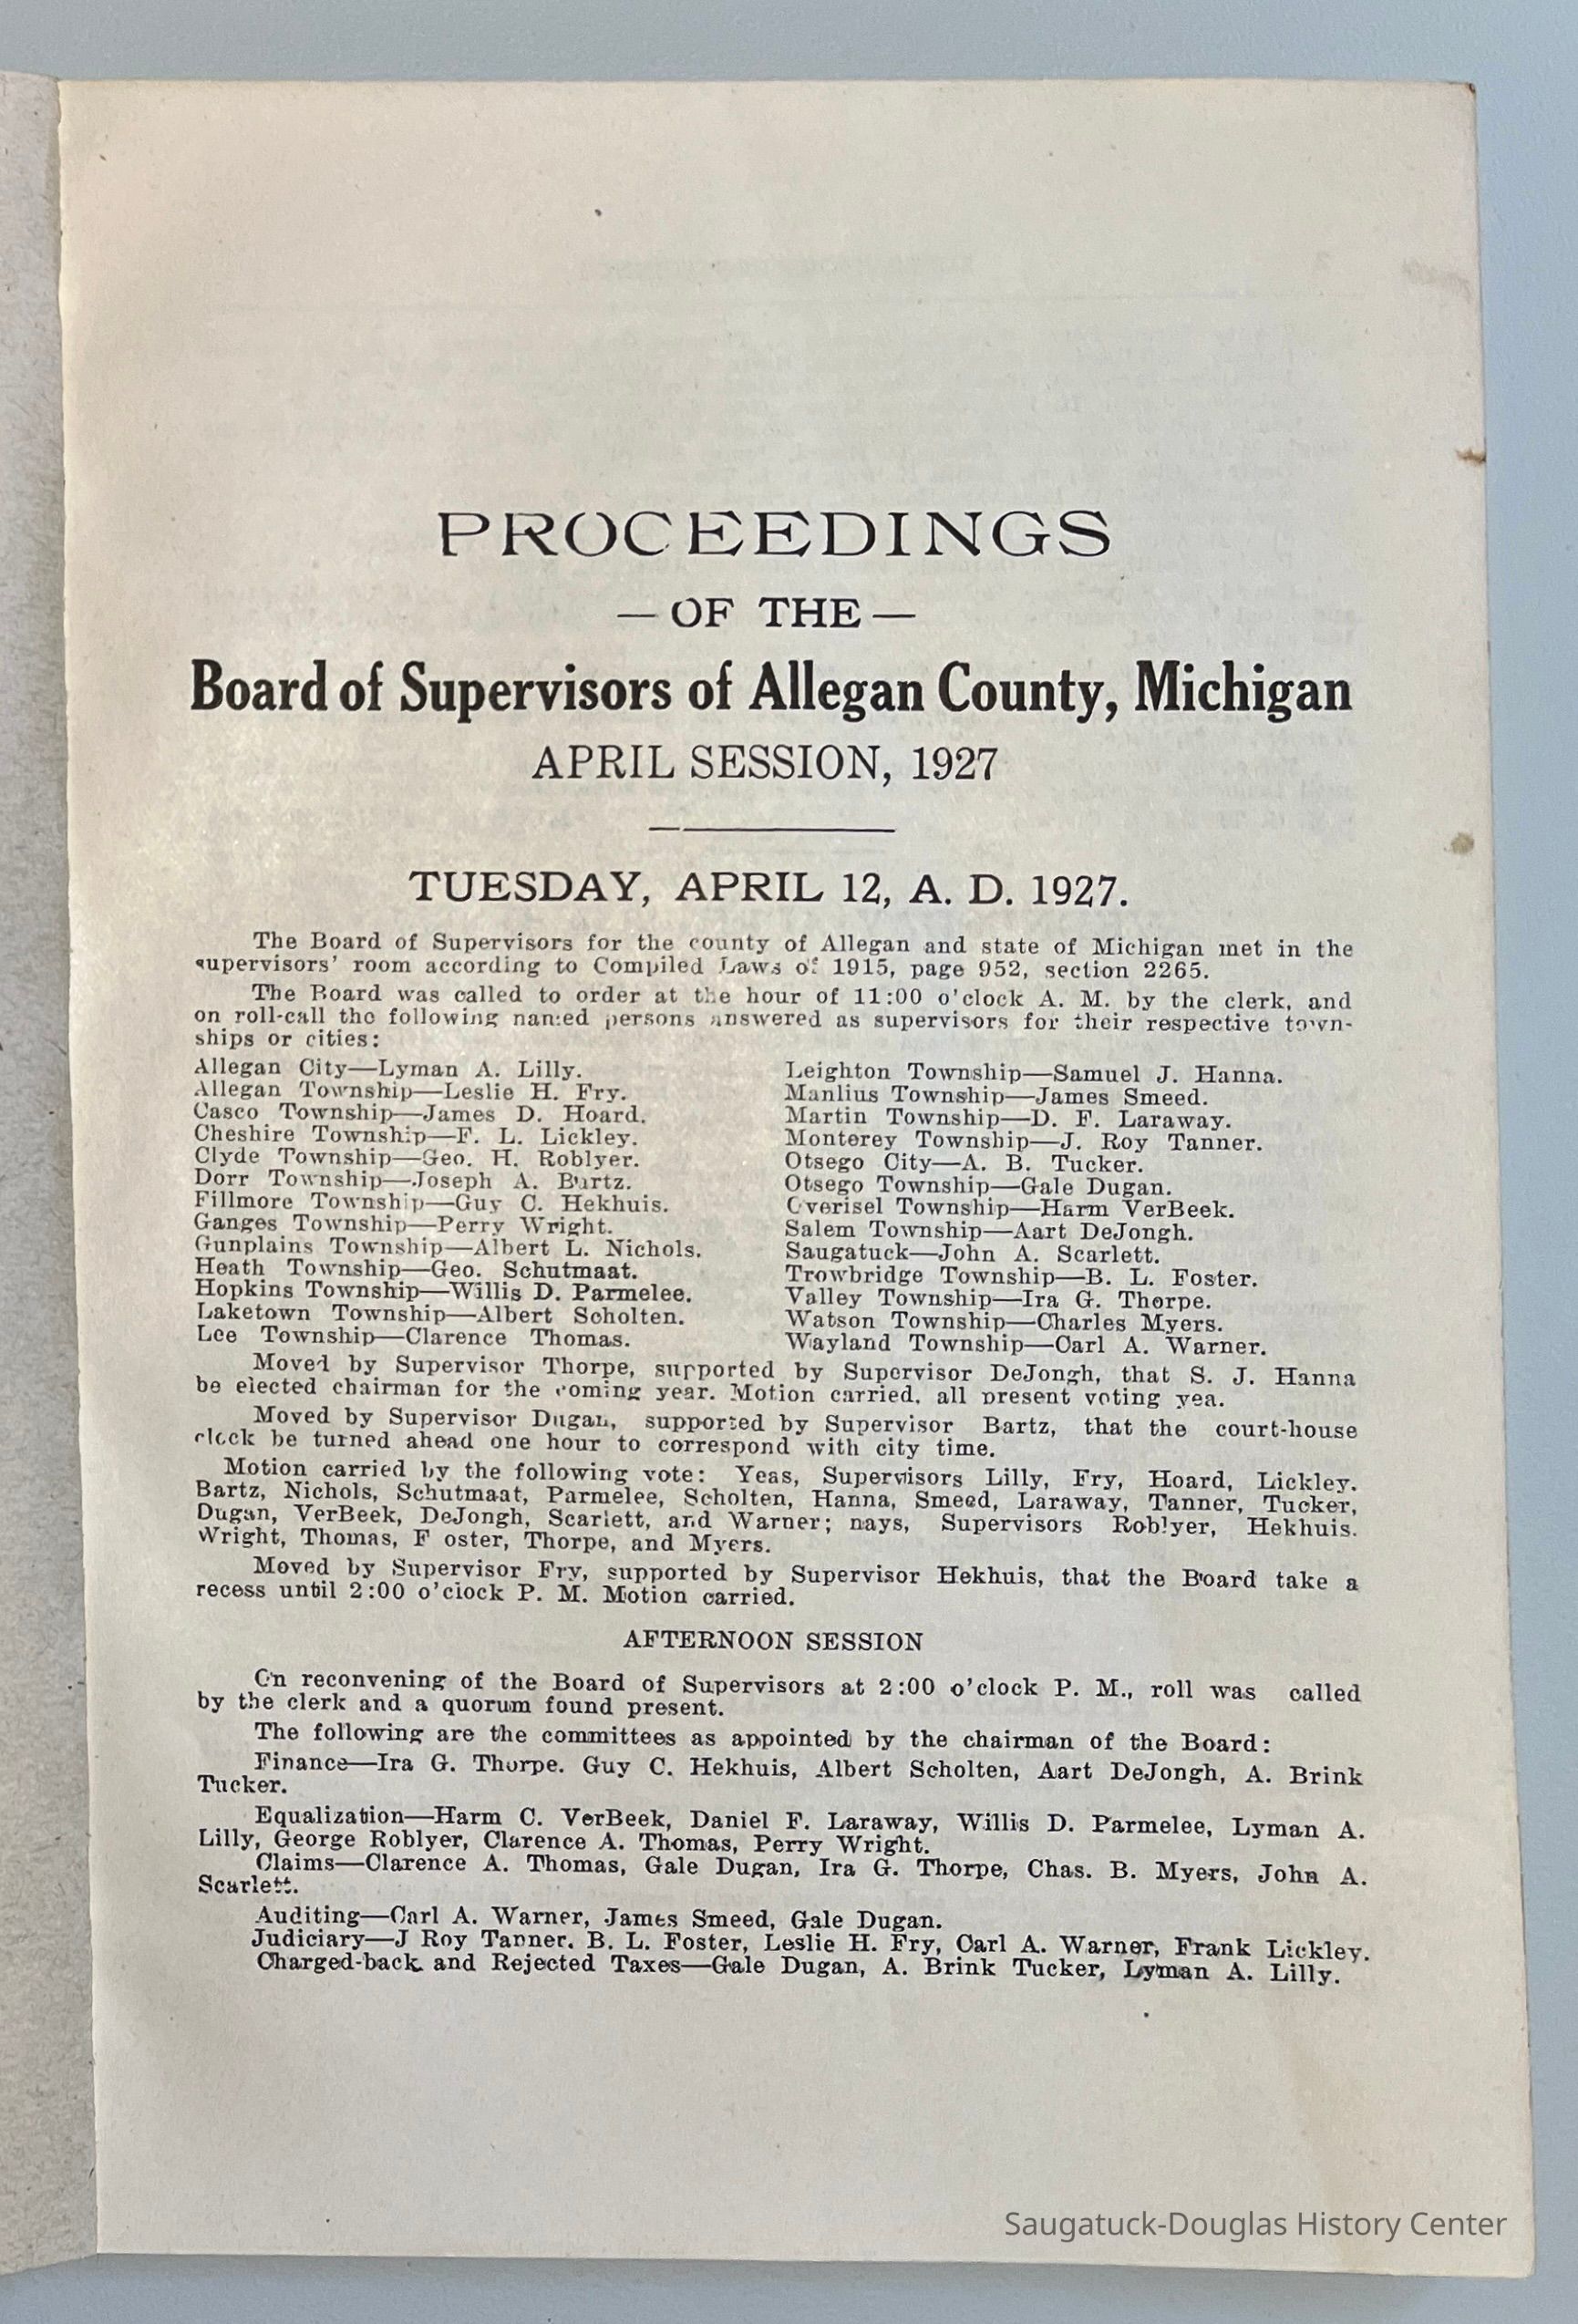 PROCEEDINGS
— OF THE —
Board of Supervisors of Allegan County, Michigan
APRIL SESSION, 1927
TUESDAY, APRIL 12, A. D. 1927.
The Board of Supervisors for the county of Allegan and state of Michigan met in the
supervisors' room according to Compiled Laws of 1915, page 952, section 2265.
The Board was called to order at the hour of 11:00 o'clock A. M. by the clerk, and
on roll-call the following named persons answered as supervisors for their respective town-
ships or cities:
Allegan City—Lyman A. Lilly.
Allegan Township—Leslie H. Fry.
Casco Township—James D. Hoard.
Cheshire Township—F. L. Lickley.
Clyde Township—Geo. H. Roblyer.
Dorr Township—Joseph A. Bartz.
Fillmore Township—Guy C. Hekhuis.
Ganges Township—Perry Wright.
Gunplains Township—Albert L. Nichols.
Heath Township—Geo. Schutmaat.
Hopkins Township—Willis D. Parmelee.
Laketown Township—Albert Scholten.
Lee Township—Clarence Thomas.
Leighton Township—Samuel J. Hanna.
Manlius Township—James Smeed.
Martin Township—D. F. Laraway.
Monterey Township—J. Roy Tanner.
Otsego City—A. B. Tucker.
Otsego Township—Gale Dugan.
Overisel Township—Harm VerBeek.
Salem Township—Aart DeJongh.
Saugatuck—John A. Scarlett.
Trowbridge Township—B. L. Foster.
Valley Township—Ira G. Thorpe.
Watson Township—Charles Myers.
Wayland Township—Carl A. Warner.
Moved by Supervisor Thorpe, supported by Supervisor DeJongh, that S. J. Hanna
be elected chairman for the coming year. Motion carried, all present voting yea.
Moved by Supervisor Dugan, supported by Supervisor Bartz, that the court-house
clock be turned ahead one hour to correspond with city time.
Motion carried by the following vote: Yeas, Supervisors Lilly, Fry, Hoard, Lickley.
Bartz, Nichols, Schutmaat, Parmelee, Scholten, Hanna, Smeed, Laraway, Tanner, Tucker,
Dugan, VerBeek, DeJongh, Scarlett, and Warner; nays, Supervisors Roblyer, Hekhuis.
Wright, Thomas, F oster, Thorpe, and Myers.
Moved by Supervisor Fry, supported by Supervisor Hekhuis, that the Board take a
recess until 2:00 o'clock P. M. Motion carried.
AFTERNOON SESSION
On reconvening of the Board of Supervisors at 2:00 o'clock P. M., roll was called
by the clerk and a quorum found present.
The following are the committees as appointed by the chairman of the Board:
Finance—Ira G. Thorpe. Guy C. Hekhuis, Albert Scholten, Aart DeJongh, A. Brink
Tucker.
Equalization—Harm C. VerBeek, Daniel F. Laraway, Willis D. Parmelee, Lyman A.
Lilly, George Roblyer, Clarence A. Thomas, Perry Wright.
Claims—Clarence A. Thomas, Gale Dugan, Ira G. Thorpe, Chas. B. Myers, John A.
Scarlett.
Auditing—Carl A. Warner, James Smeed, Gale Dugan.
Judiciary—J Roy Tanner. B. L. Foster, Leslie H. Fry, Carl A. Warner, Frank Lickley.
Charged-back and Rejected Taxes—Gale Dugan, A. Brink Tucker, Lyman A. Lilly.
Saugatuck-Douglas History Center